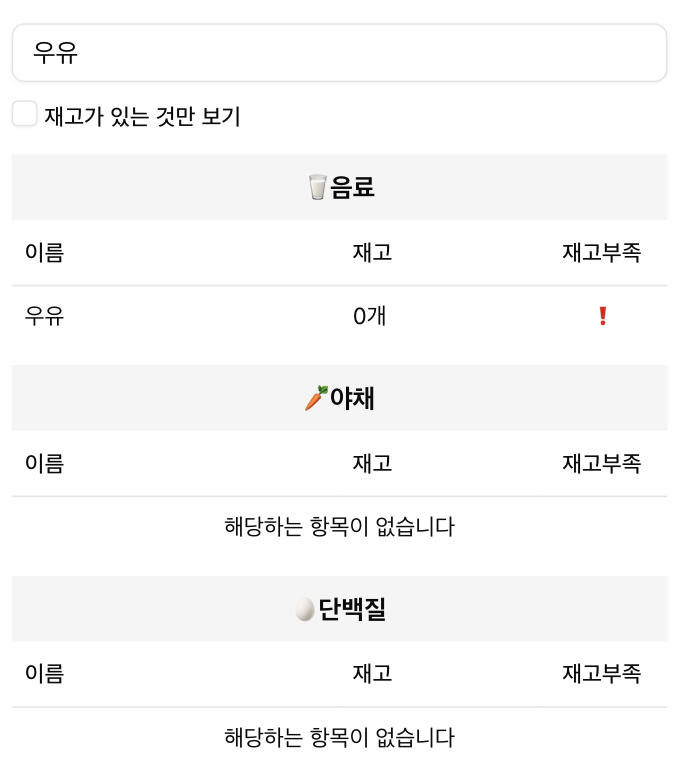 우유
재고가 있는 것만 보기
🥛음료
이름 재고 재고부족
우유 0개 ❗
🥕야채
이름 재고 재고부족
해당하는 항목이 없습니다
🥚단백질
이름 재고 재고부족
해당하는 항목이 없습니다